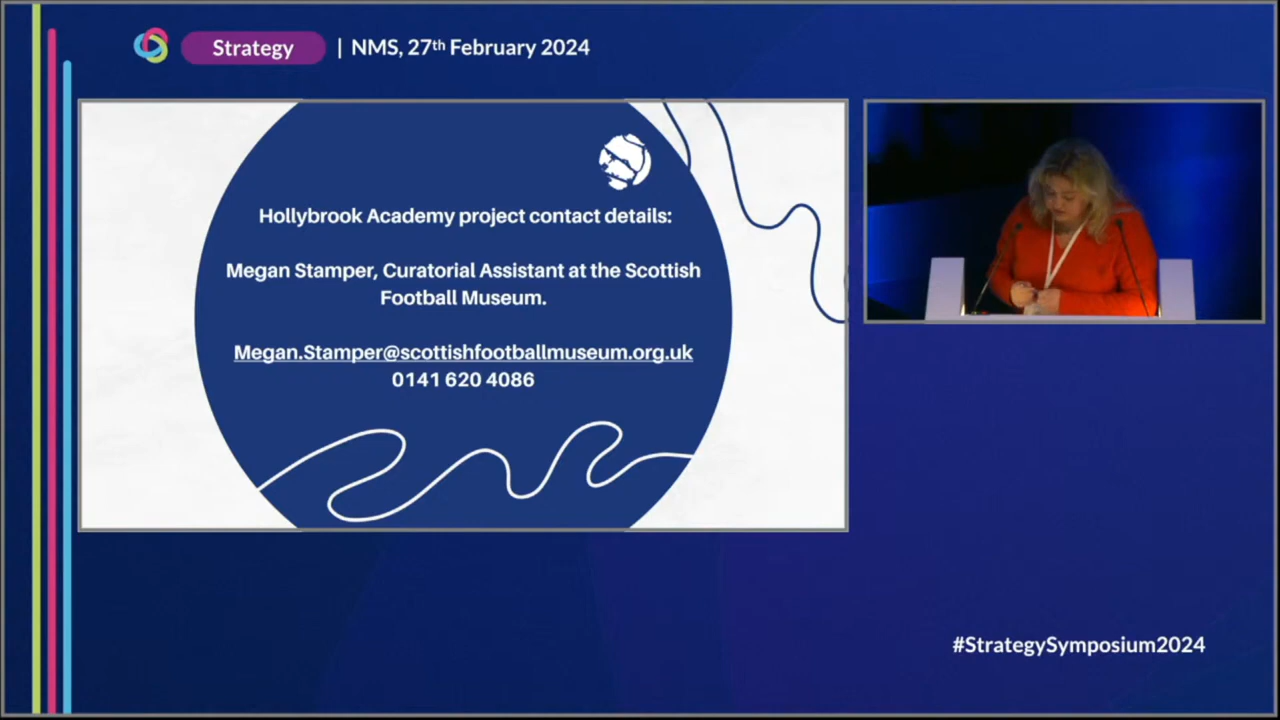 Strategy | NMS, 27th February 2024
Hollybrook Academy project contact details:
Megan Stamper, Curatorial Assistant at the Scottish
Football Museum.
Megan.Stamper@scottishfootballmuseum.org.uk
0141 620 4086
#StrategySymposium2024